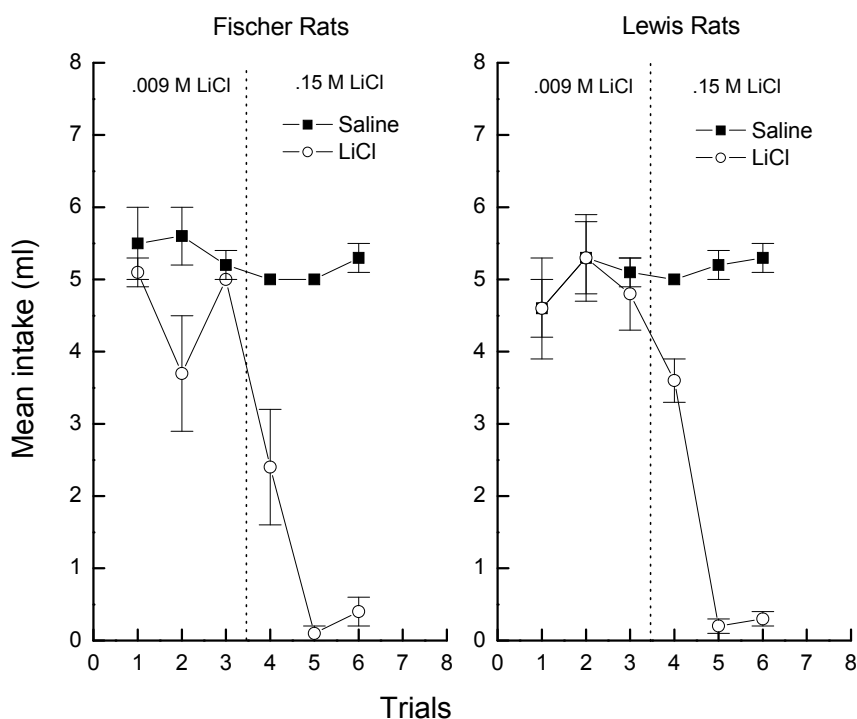 Fischer Rats
Lewis Rats
Mean intake (ml)
8
7
6
5
4
3
2
1
0
.009 M LiCl
.15 M LiCl
Saline
LiCl
0 1 2 3 4 5 6 7 8
8
7
6
5
4
3
2
1
0
.009 M LiCl
.15 M LiCl
Saline
LiCl
0 1 2 3 4 5 6 7 8
Trials